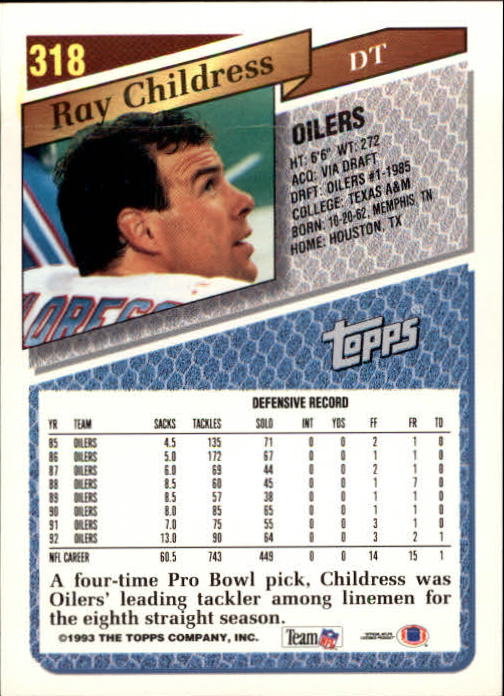 318
Ray Childress
DT
OILERS
HT: 6'6" WT: 272
ACQ: VIA DRAFT
DRFT: OILERS #1-1985
COLLEGE: TEXAS A&M
BORN: 10-20-62, MEMPHIS, TN
HOME: HOUSTON, TX
LDRESS
TOPPS
DEFENSIVE RECORD
YR TEAM SACKS TACKLES SOLO INT YDS FF FR TD
85 OILERS 4.5 135 71 0 0 2 1 0
86 OILERS 5.0 172 67 0 0 1 1 0
87 OILERS 6.0 69 44 0 0 2 1 0
88 OILERS 8.5 60 45 0 0 1 7 0
89 OILERS 8.5 57 38 0 0 1 1 0
90 OILERS 8.0 85 65 0 0 1 1 0
91 OILERS 7.0 75 55 0 0 3 1 0
92 OILERS 13.0 90 64 0 0 3 2 1
NFL CAREER 60.5 743 449 0 0 14 15 1
A four-time Pro Bowl pick, Childress was
Oilers' leading tackler among linemen for
the eighth straight season.
©1993 THE TOPPS COMPANY, INC.
Team NFL